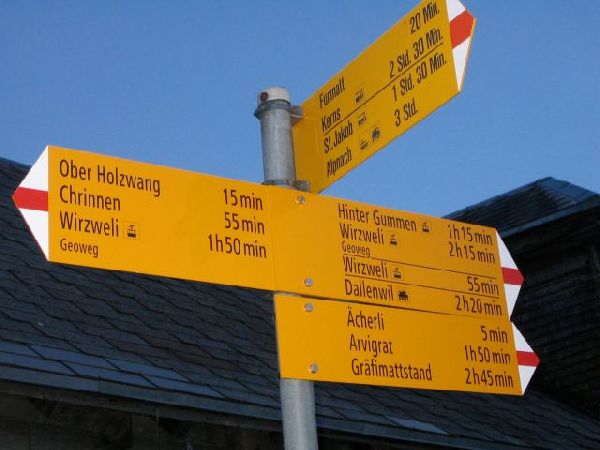 Furmatt 20 Min.
Kerns 2 Std. 30 Min.
St. Jakob 1 Std. 30 Min.
Alpnach 3 Std.
Ober Holzwang 15min
Chrinnen 55min
Wirzweli 1h50min
Geoweg
Hinter Gummen 1h15min
Wirzweli 2h15min
Geoweg
Wirzweli 55min
Dallenwil 2h20min
Ächerli 5min
Arvigrat 1h50min
Gräfimattstand 2h45min